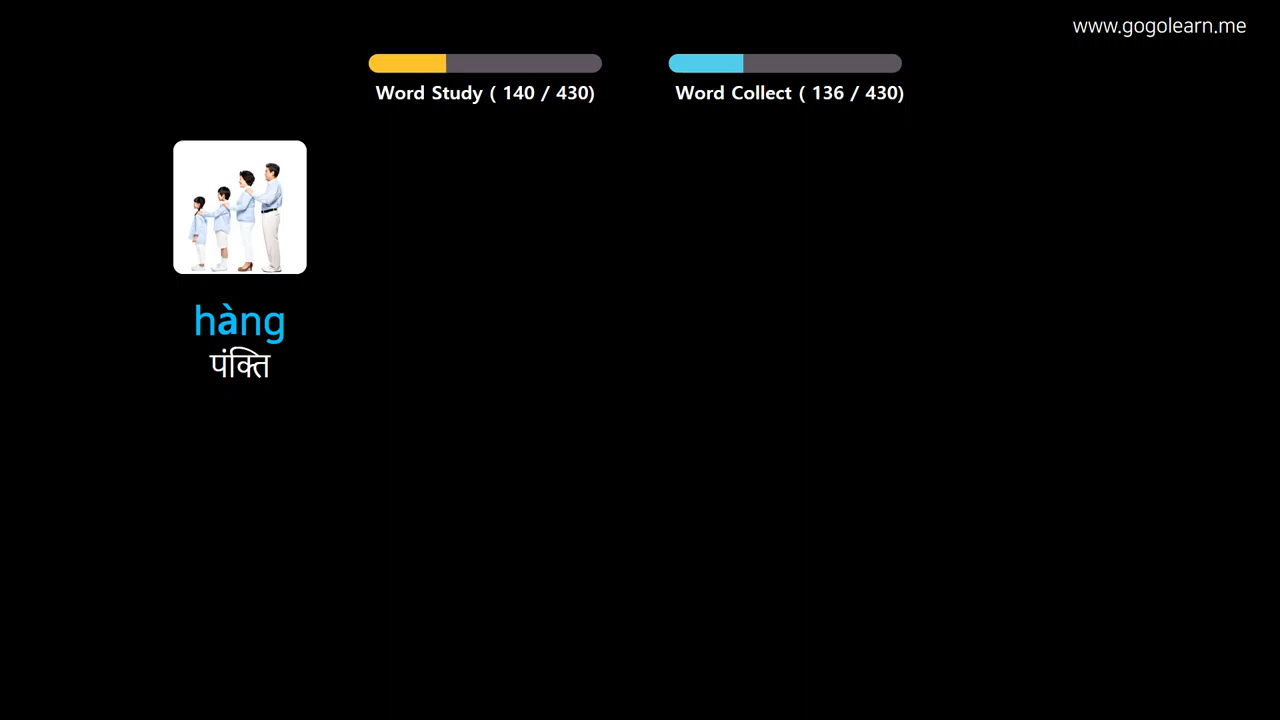 www.gogolearn.me
Word Study ( 140 / 430)
Word Collect ( 136 / 430)
hàng
पंक्ति